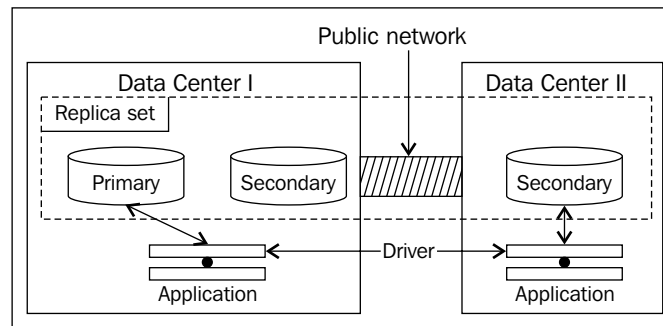 Public network
Data Center I
Data Center II
Replica set
Primary
Secondary
Secondary
Driver
Application
Application